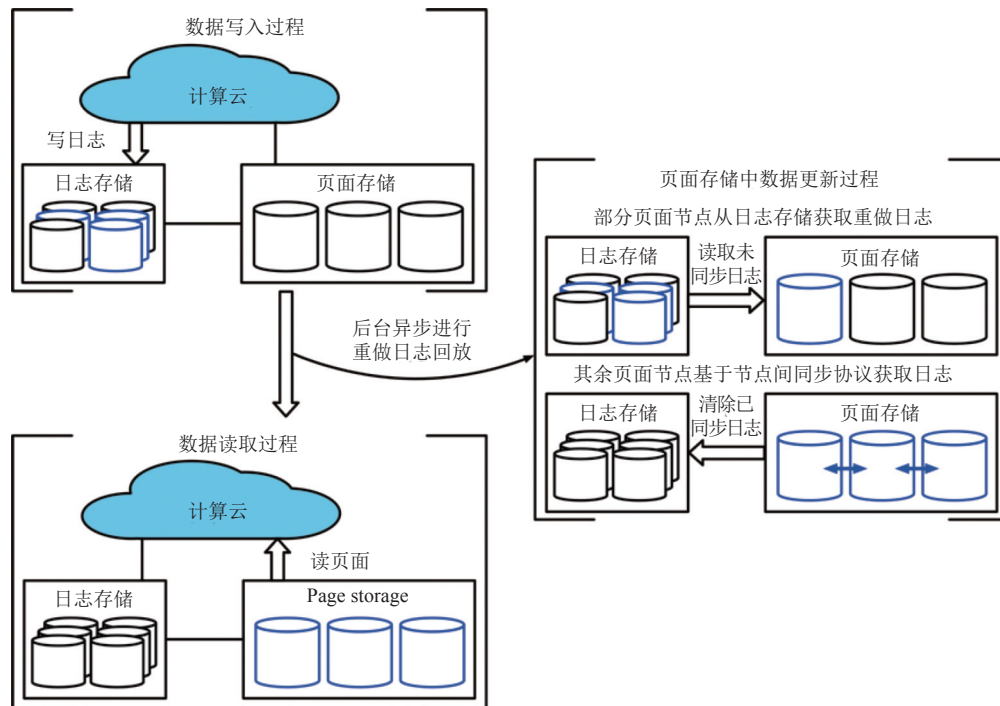 数据写入过程
计算云
写日志
日志存储
页面存储
后台异步进行
重做日志回放
页面存储中数据更新过程
部分页面节点从日志存储获取重做日志
日志存储
读取未
同步日志
页面存储
其余页面节点基于节点间同步协议获取日志
日志存储
清除已
同步日志
页面存储
数据读取过程
计算云
读页面
日志存储
Page storage